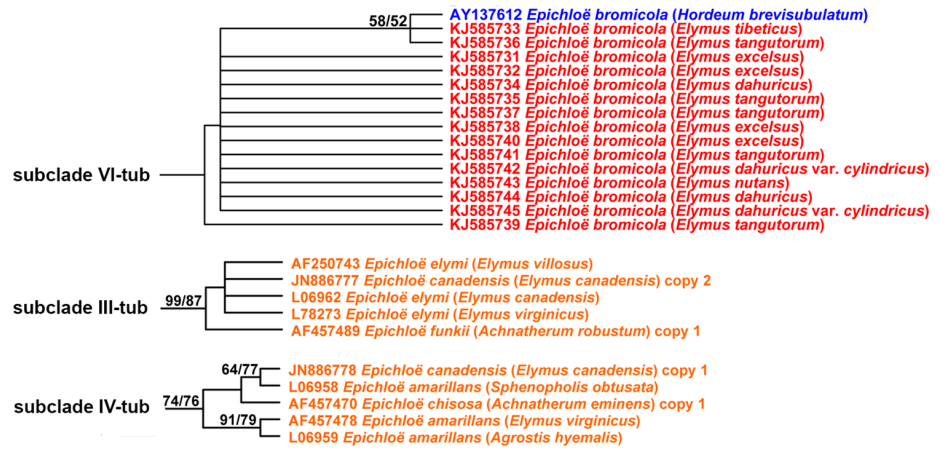 58/52
AY137612 Epichloë bromicola (Hordeum brevisubulatum)
KJ585733 Epichloë bromicola (Elymus tibeticus)
KJ585736 Epichloë bromicola (Elymus tangutorum)
KJ585731 Epichloë bromicola (Elymus excelsus)
KJ585732 Epichloë bromicola (Elymus excelsus)
KJ585734 Epichloë bromicola (Elymus dahuricus)
KJ585735 Epichloë bromicola (Elymus tangutorum)
KJ585737 Epichloë bromicola (Elymus tangutorum)
KJ585738 Epichloë bromicola (Elymus excelsus)
KJ585740 Epichloë bromicola (Elymus excelsus)
KJ585741 Epichloë bromicola (Elymus tangutorum)
KJ585742 Epichloë bromicola (Elymus dahuricus var. cylindricus)
KJ585743 Epichloë bromicola (Elymus nutans)
KJ585744 Epichloë bromicola (Elymus dahuricus)
KJ585745 Epichloë bromicola (Elymus dahuricus var. cylindricus)
KJ585739 Epichloë bromicola (Elymus tangutorum)
subclade VI-tub
AF250743 Epichloë elymi (Elymus villosus)
JN886777 Epichloë canadensis (Elymus canadensis) copy 2
L06962 Epichloë elymi (Elymus canadensis)
L78273 Epichloë elymi (Elymus virginicus)
AF457489 Epichloë funkii (Achnatherum robustum) copy 1
subclade III-tub
99/87
64/77
JN886778 Epichloë canadensis (Elymus canadensis) copy 1
L06958 Epichloë amarillans (Sphenopholis obtusata)
AF457470 Epichloë chisosa (Achnatherum eminens) copy 1
AF457478 Epichloë amarillans (Elymus virginicus)
L06959 Epichloë amarillans (Agrostis hyemalis)
subclade IV-tub
74/76
91/79